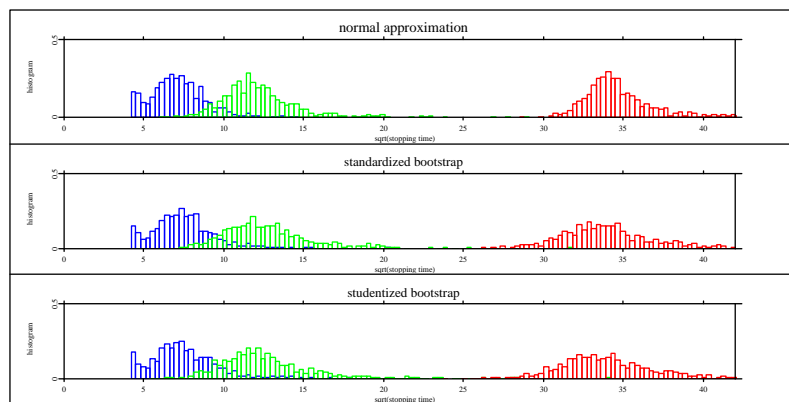 normal approximation
0.5
histogram
0
0 5 10 15 20 25 30 35 40
sqrt(stopping time)
standardized bootstrap
0.5
histogram
0
0 5 10 15 20 25 30 35 40
sqrt(stopping time)
studentized bootstrap
0.5
histogram
0
0 5 10 15 20 25 30 35 40
sqrt(stopping time)